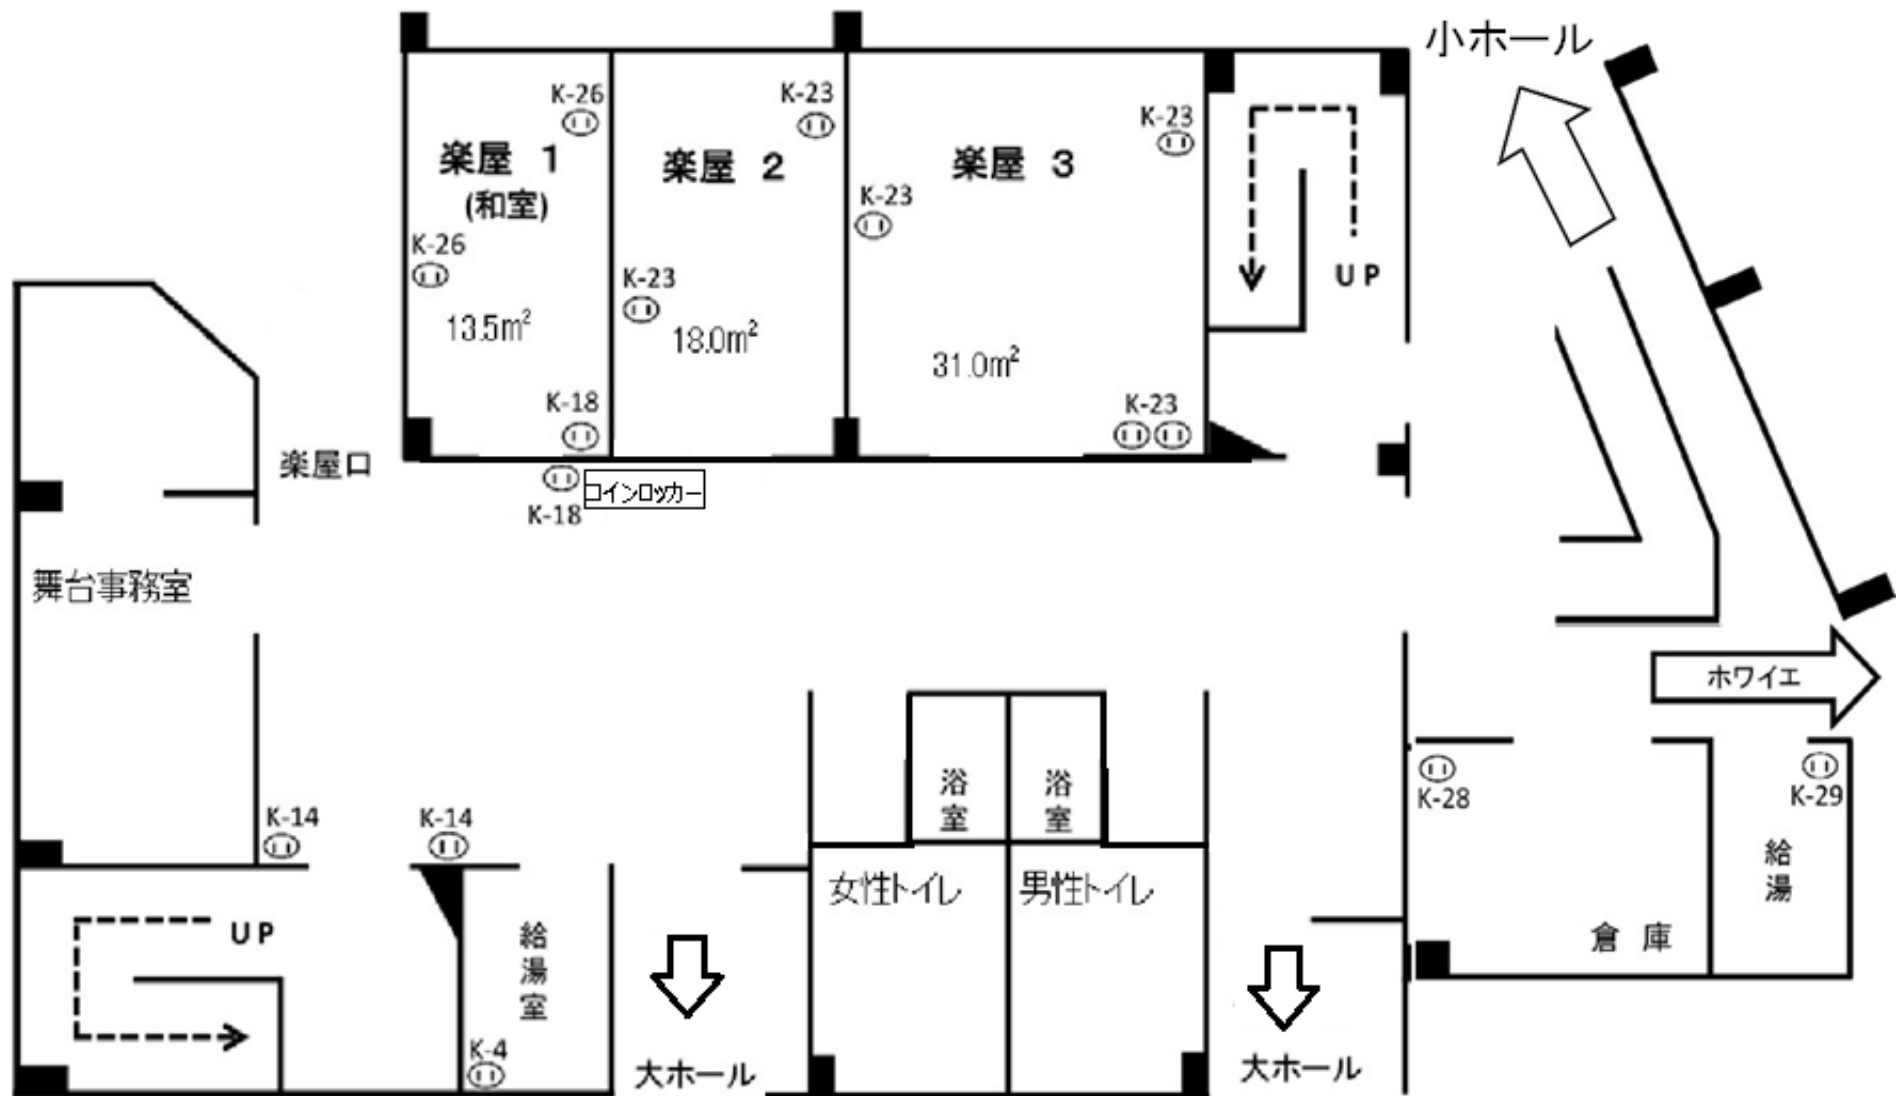 小ホール
K-26
K-23
K-23
楽屋 1
(和室)
楽屋 2
楽屋 3
K-23
K-26
K-23
UP
13.5m²
18.0m²
31.0m²
K-18
K-23
楽屋口
コインロッカー
K-18
舞台事務室
ホワイエ
浴室
浴室
K-28
K-29
K-14
K-14
給湯
女性トイレ
男性トイレ
UP
給湯室
倉 庫
K-4
大ホール
大ホール